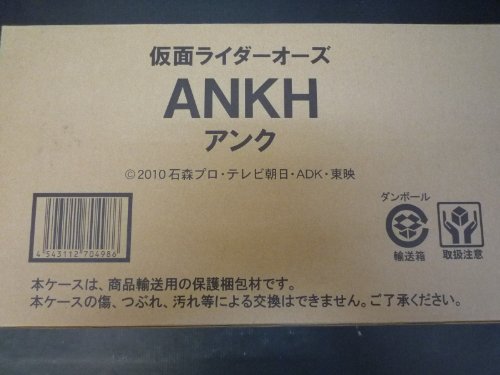 仮面ライダーオーズ
ANKH
アンク
©2010 石森プロ・テレビ朝日・ADK・東映
4 543112 704986
ダンボール
輸送箱
取扱注意
本ケースは、商品輸送用の保護梱包材です。
本ケースの傷、つぶれ、汚れ等による交換はできません。ご了承ください。